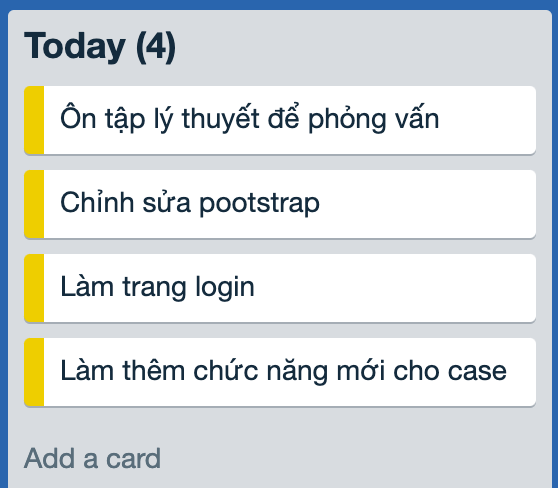 Today (4)
Ôn tập lý thuyết để phỏng vấn
Chỉnh sửa pootstrap
Làm trang login
Làm thêm chức năng mới cho case
Add a card